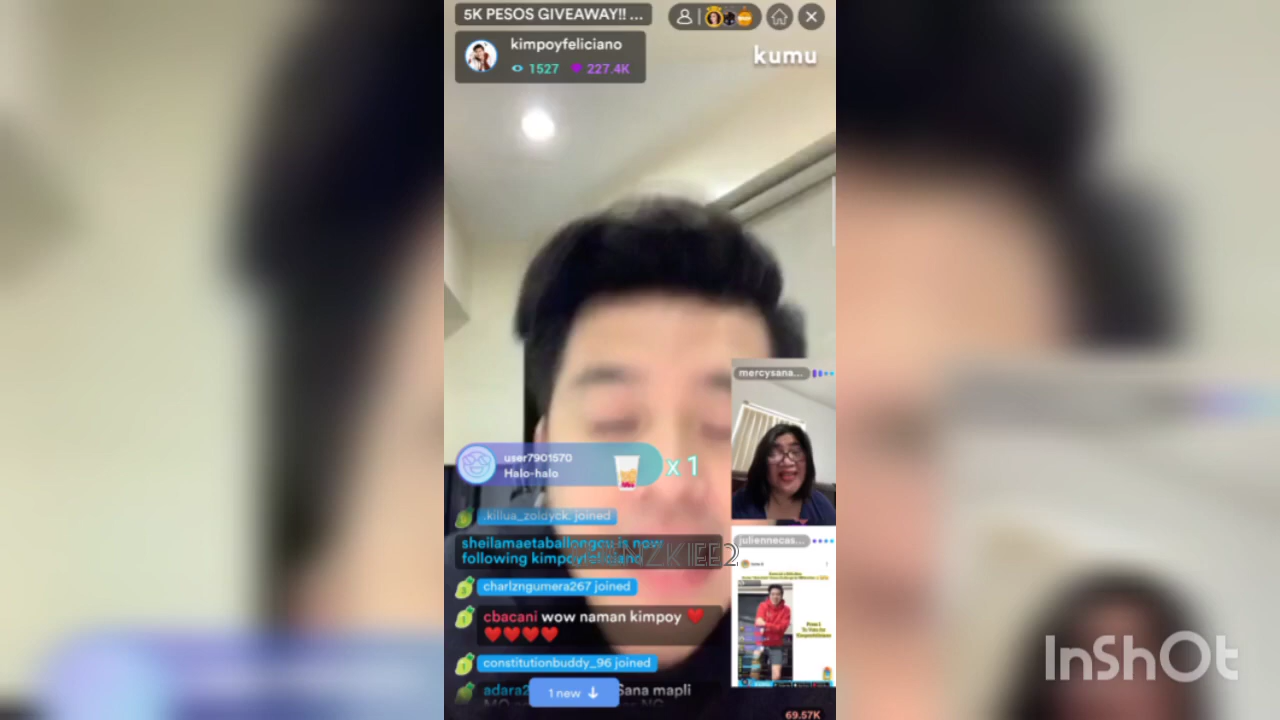 5K PESOS GIVEAWAY!! ...
kimpoyfeliciano
1527 227.4K
kumu
mercysana...
user7901570
Halo-halo
x 1
.killua_zoldyck. joined
juliennecas...
sheilamaetaballongcu is now
following kimpoyfeliciano
charlzngumera267 joined
cbacani wow naman kimpoy ❤️
❤️❤️❤️❤️
constitutionbuddy_96 joined
1 new ↓
Sana mapli
69.57K
InShOt